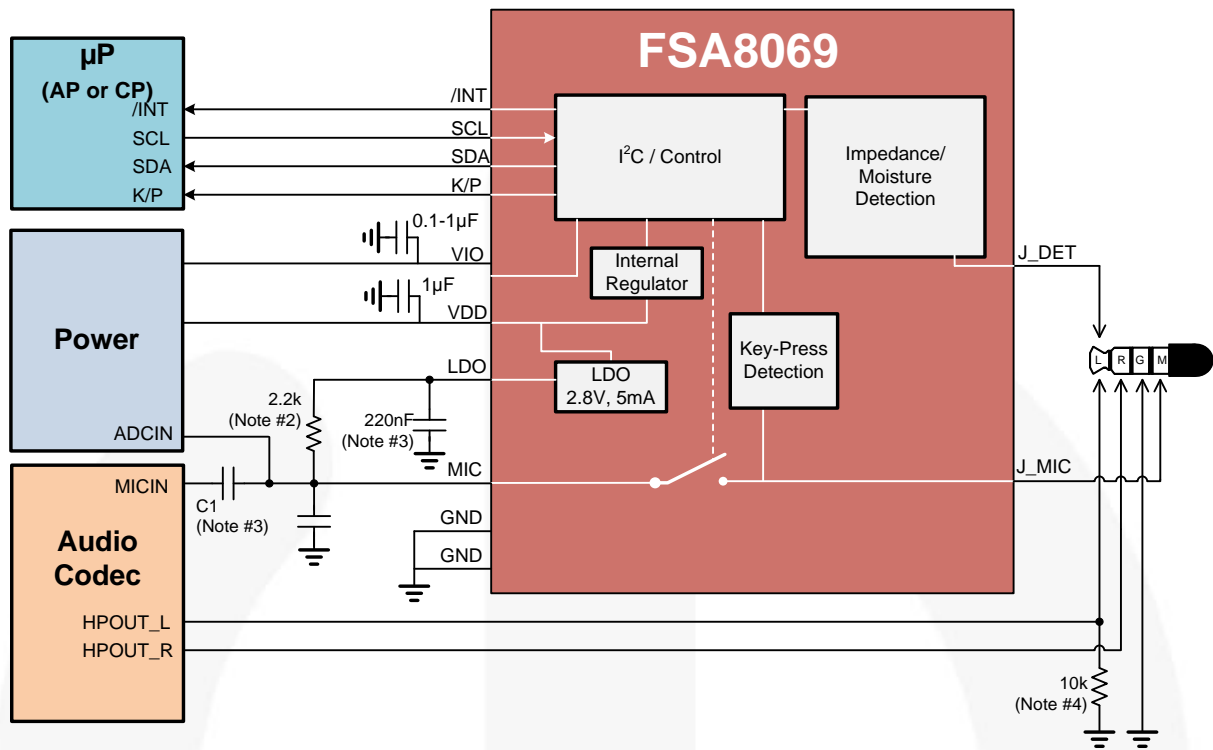 µP
(AP or CP)
/INT
SCL
SDA
K/P
/INT
SCL
SDA
K/P
FSA8069
I²C / Control
Impedance/
Moisture
Detection
Power
ADCIN
0.1-1µF
VIO
1µF
VDD
LDO
Internal
Regulator
LDO
2.8V, 5mA
Key-Press
Detection
J_DET
L R G M
2.2k
(Note #2)
220nF
(Note #3)
MIC
J_MIC
MICIN
C1
(Note #3)
GND
GND
Audio
Codec
HPOUT_L
HPOUT_R
10k
(Note #4)